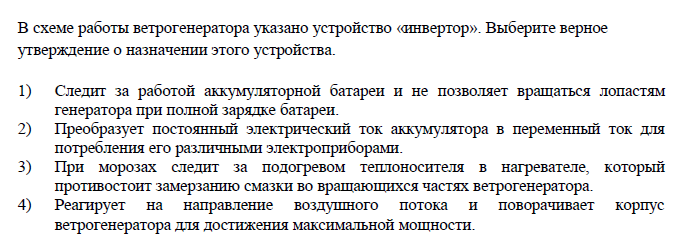 В схеме работы ветрогенератора указано устройство «инвертор». Выберите верное
утверждение о назначении этого устройства.
1) Следит за работой аккумуляторной батареи и не позволяет вращаться лопастям
генератора при полной зарядке батареи.
2) Преобразует постоянный электрический ток аккумулятора в переменный ток для
потребления его различными электроприборами.
3) При морозах следит за подогревом теплоносителя в нагревателе, который
противостоит замерзанию смазки во вращающихся частях ветрогенератора.
4) Реагирует на направление воздушного потока и поворачивает корпус
ветрогенератора для достижения максимальной мощности.